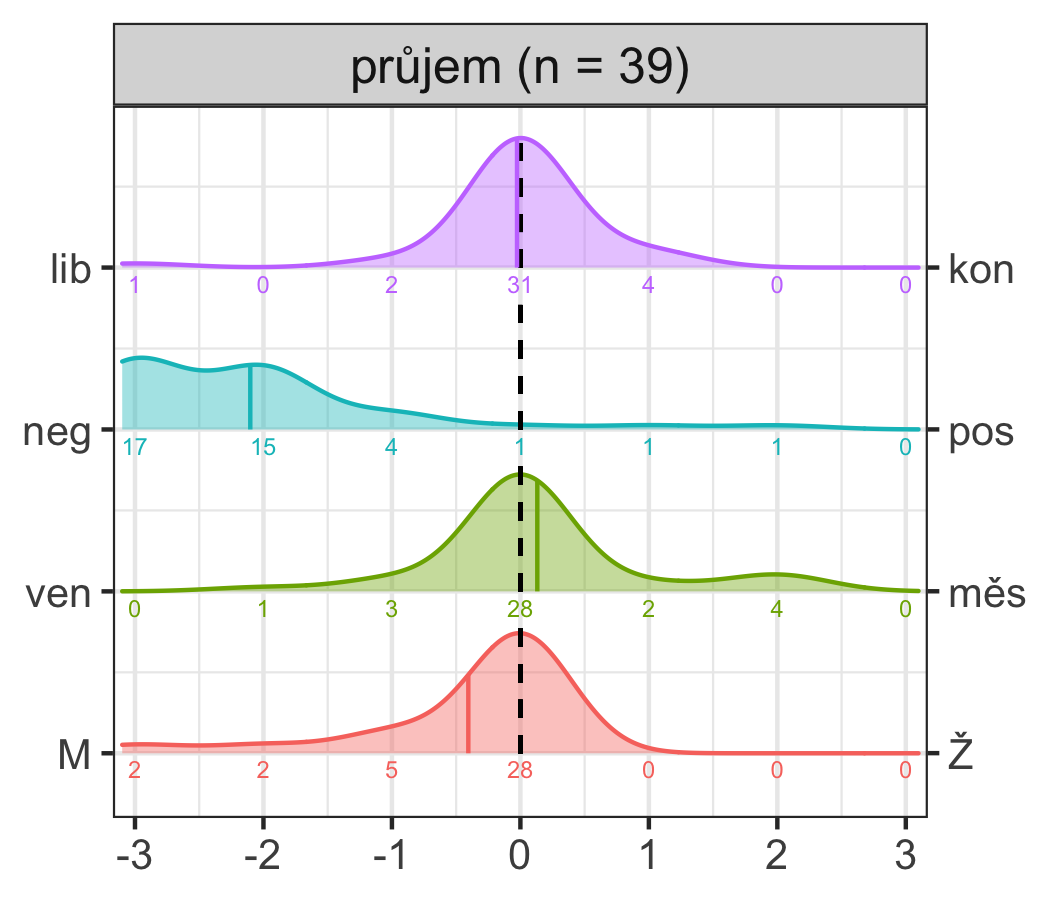 průjem (n = 39)
lib kon
1 0 2 31 4 0 0
neg pos
17 15 4 1 1 1 0
ven měs
0 1 3 28 2 4 0
M Ž
2 2 5 28 0 0 0
-3 -2 -1 0 1 2 3